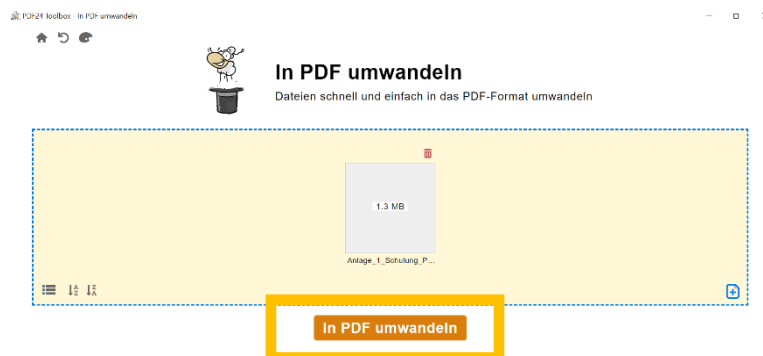 PDF24 Toolbox - In PDF umwandeln
In PDF umwandeln
Dateien schnell und einfach in das PDF-Format umwandeln
1.3 MB
Anlage_1_Schulung_P...
In PDF umwandeln